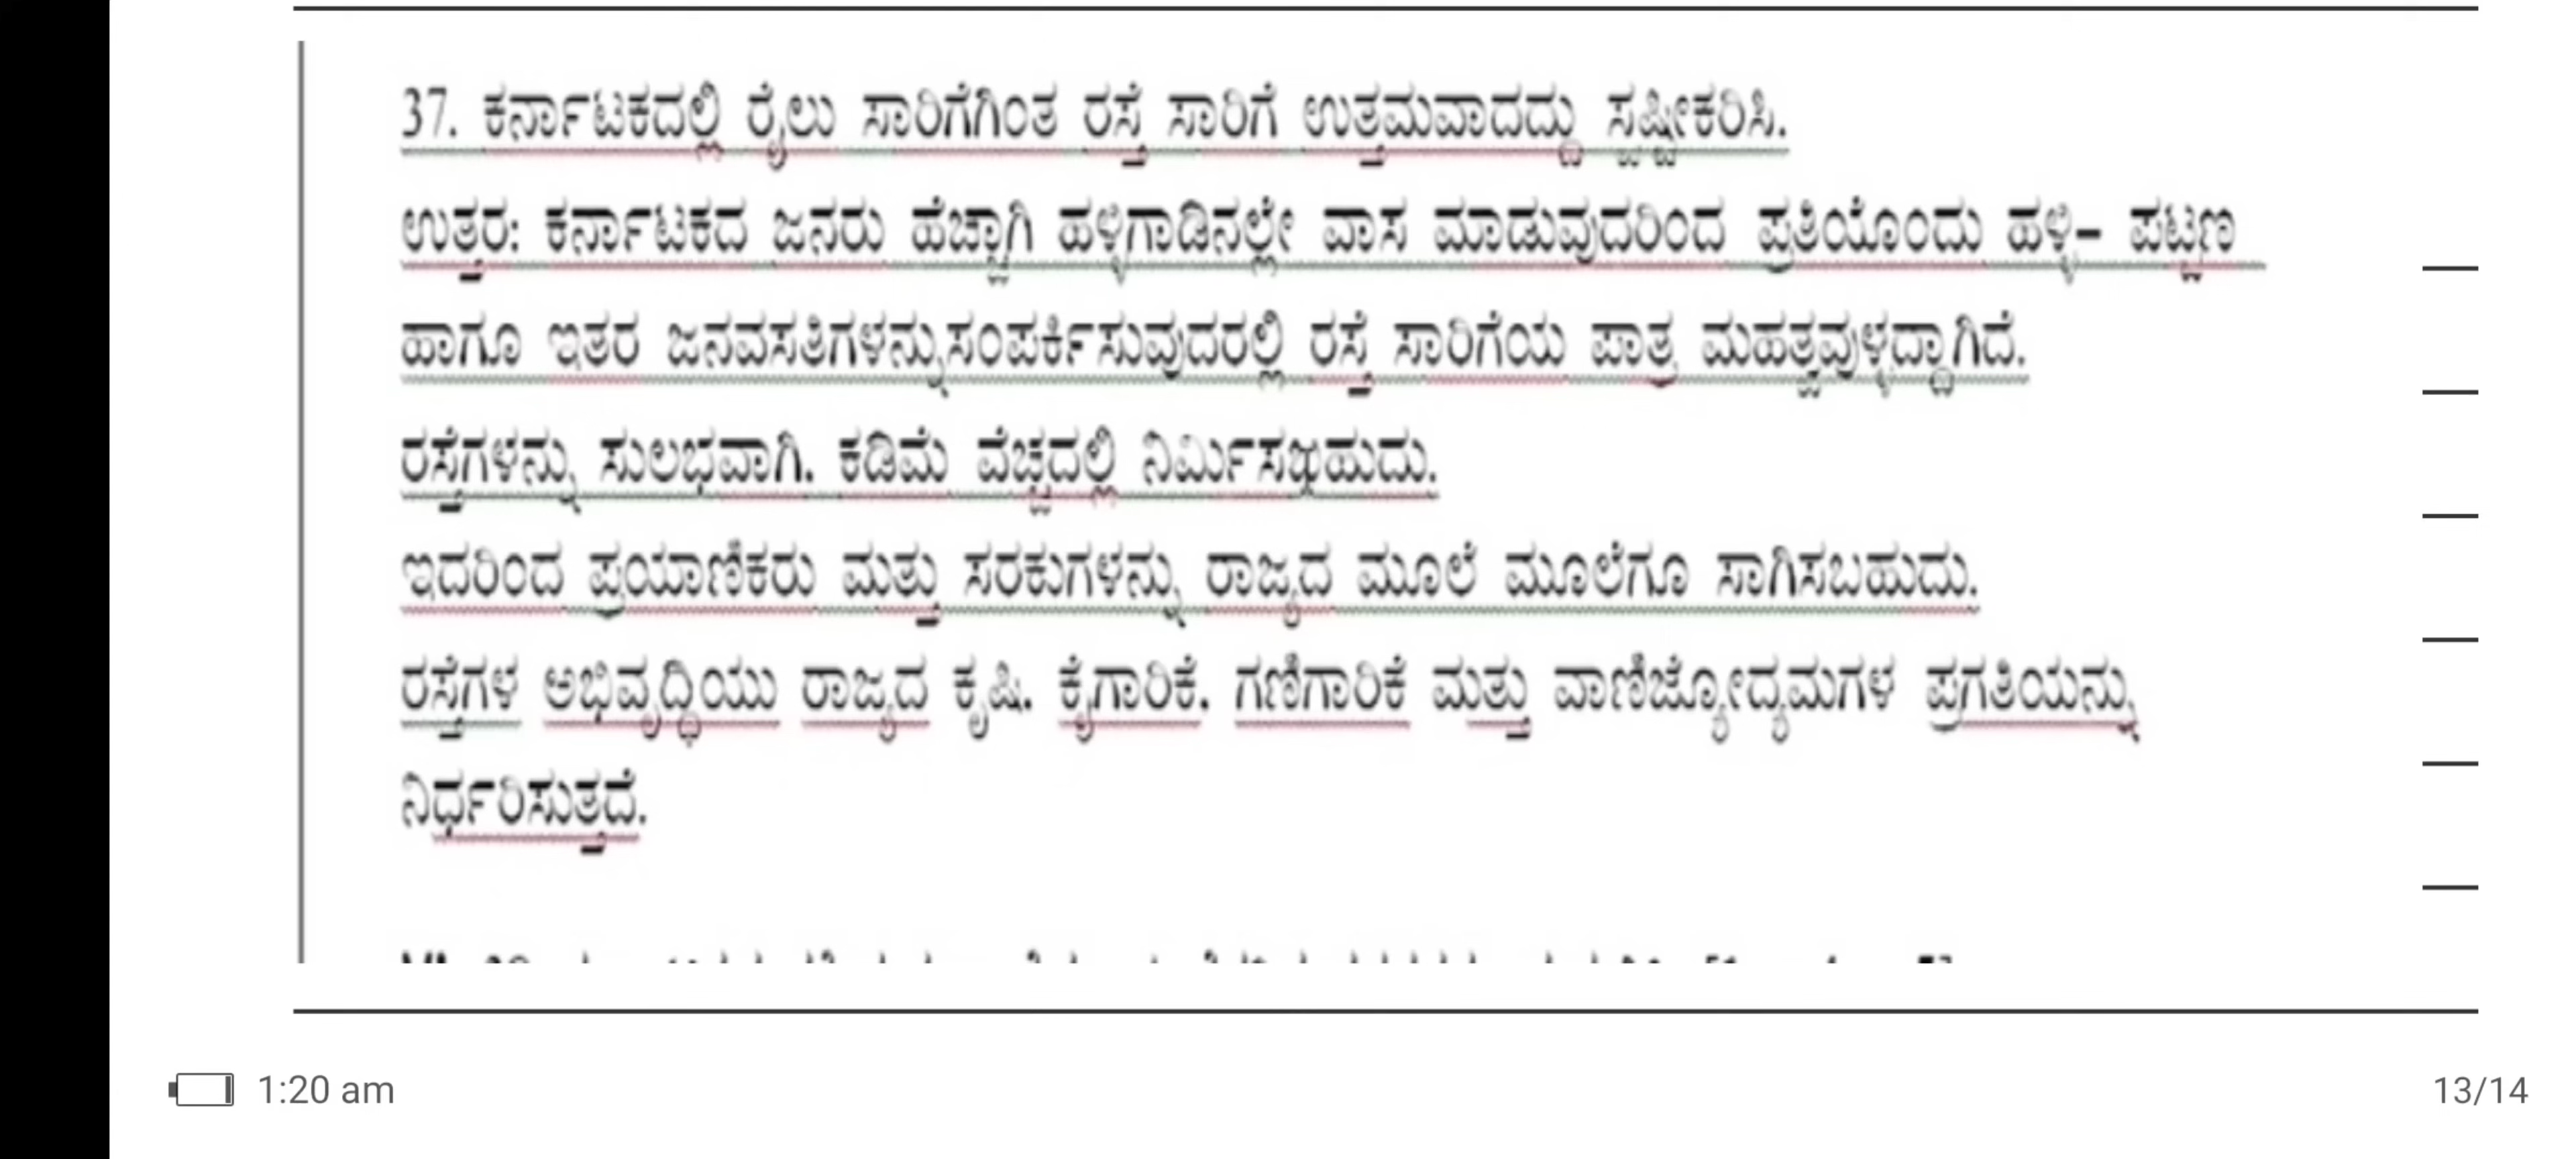 37. ಕರ್ನಾಟಕದಲ್ಲಿ ರೈಲು ಸಾರಿಗೆಗಿಂತ ರಸ್ತೆ ಸಾರಿಗೆ ಉತ್ತಮವಾದದ್ದು ಸ್ಪಷ್ಟೀಕರಿಸಿ.
ಉತ್ತರ: ಕರ್ನಾಟಕದ ಜನರು ಹೆಚ್ಚಾಗಿ ಹಳ್ಳಿಗಾಡಿನಲ್ಲೇ ವಾಸ ಮಾಡುವುದರಿಂದ ಪ್ರತಿಯೊಂದು ಹಳ್ಳಿ– ಪಟ್ಟಣ
ಹಾಗೂ ಇತರ ಜನವಸತಿಗಳನ್ನುಸಂಪರ್ಕಿಸುವುದರಲ್ಲಿ ರಸ್ತೆ ಸಾರಿಗೆಯ ಪಾತ್ರ ಮಹತ್ವವುಳ್ಳದ್ದಾಗಿದೆ.
ರಸ್ತೆಗಳನ್ನು ಸುಲಭವಾಗಿ. ಕಡಿಮೆ ವೆಚ್ಚದಲ್ಲಿ
ಇದರಿಂದ ಪ್ರಯಾಣಿಕರು ಮತ್ತು ಸರಕುಗಳನ್ನು ರಾಜ್ಯದ ಮೂಲೆ ಮೂಲೆಗೂ ಸಾಗಿಸಬಹುದು.
ರಸ್ತೆಗಳ ಅಭಿವೃದ್ಧಿಯು ರಾಜ್ಯದ ಕೃಷಿ. ಕೈಗಾರಿಕೆ. ಗಣಿಗಾರಿಕೆ ಮತ್ತು ವಾಣಿಜ್ಯೋದ್ಯಮಗಳ ಪ್ರಗತಿಯನ್ನು
ನಿರ್ಧರಿಸುತ್ತದೆ.
1:20 am
13/14